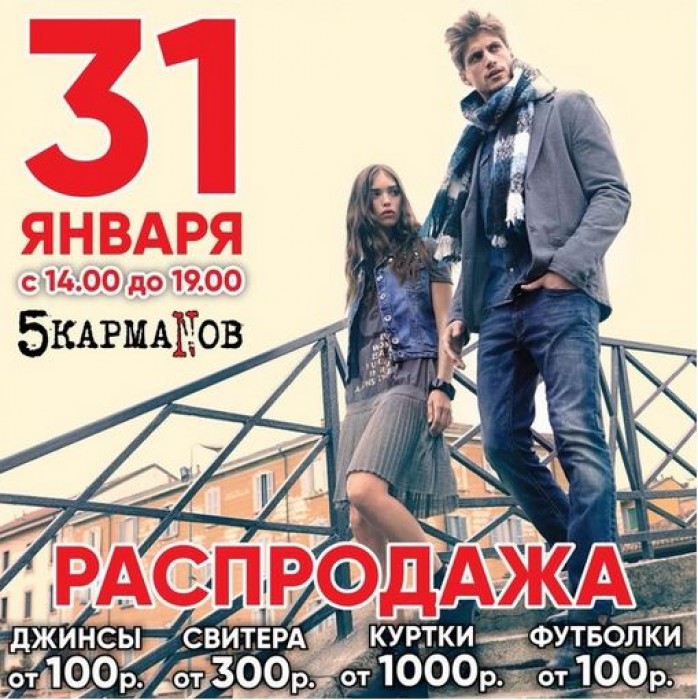 31
ЯНВАРЯ
с 14.00 до 19.00
5КАРМАNОВ
РАСПРОДАЖА
ДЖИНСЫ
от 100р.
СВИТЕРА
от 300р.
КУРТКИ
от 1000р.
ФУТБОЛКИ
от 100р.